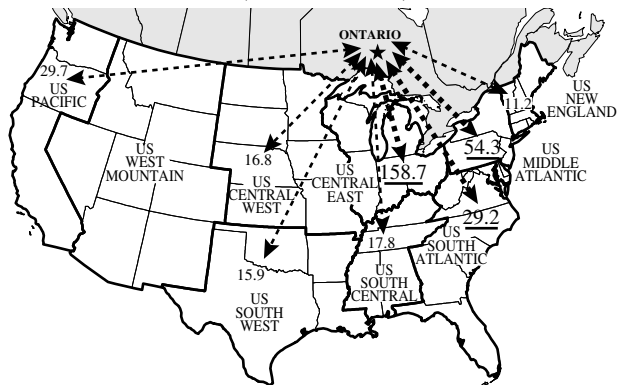 ONTARIO
29.7
US
PACIFIC
11.2
US
NEW
ENGLAND
54.3
US
MIDDLE
ATLANTIC
US
WEST
MOUNTAIN
16.8
US
CENTRAL
WEST
US
CENTRAL
EAST
158.7
29.2
US
SOUTH
ATLANTIC
17.8
US
SOUTH
CENTRAL
15.9
US
SOUTH
WEST